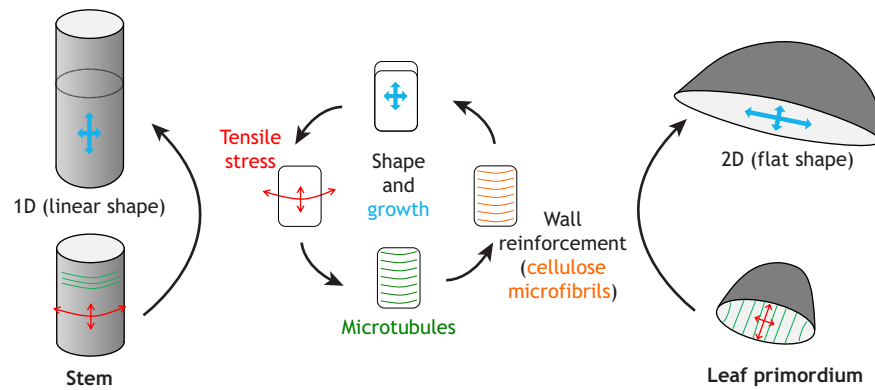 Tensile
stress
Shape
and
growth
1D (linear shape)
2D (flat shape)
Wall
reinforcement
(cellulose
microfibrils)
Microtubules
Stem
Leaf primordium